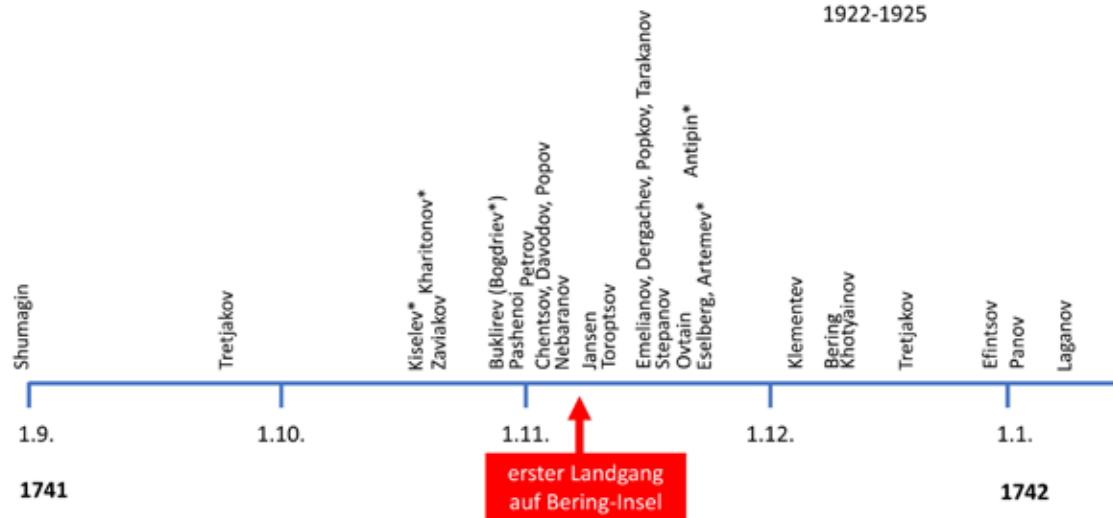 1922-1925
Shumagin
Tretjakov
Kiselev*
Kharitonov*
Zaviakov
Buklirev (Bogdriev*)
Pashenoi
Petrov
Chentsov, Davodov, Popov
Nebaranov
Jansen
Toroptsov
Emelianov, Dergachev, Popkov, Tarakanov
Stepanov
Ovtain
Antipin*
Eselberg, Artemev*
Klementev
Bering
Khotyainov
Tretjakov
Efintsov
Panov
Laganov
1.9.
1.10.
1.11.
1.12.
1.1.
1741
erster Landgang
auf Bering-Insel
1742